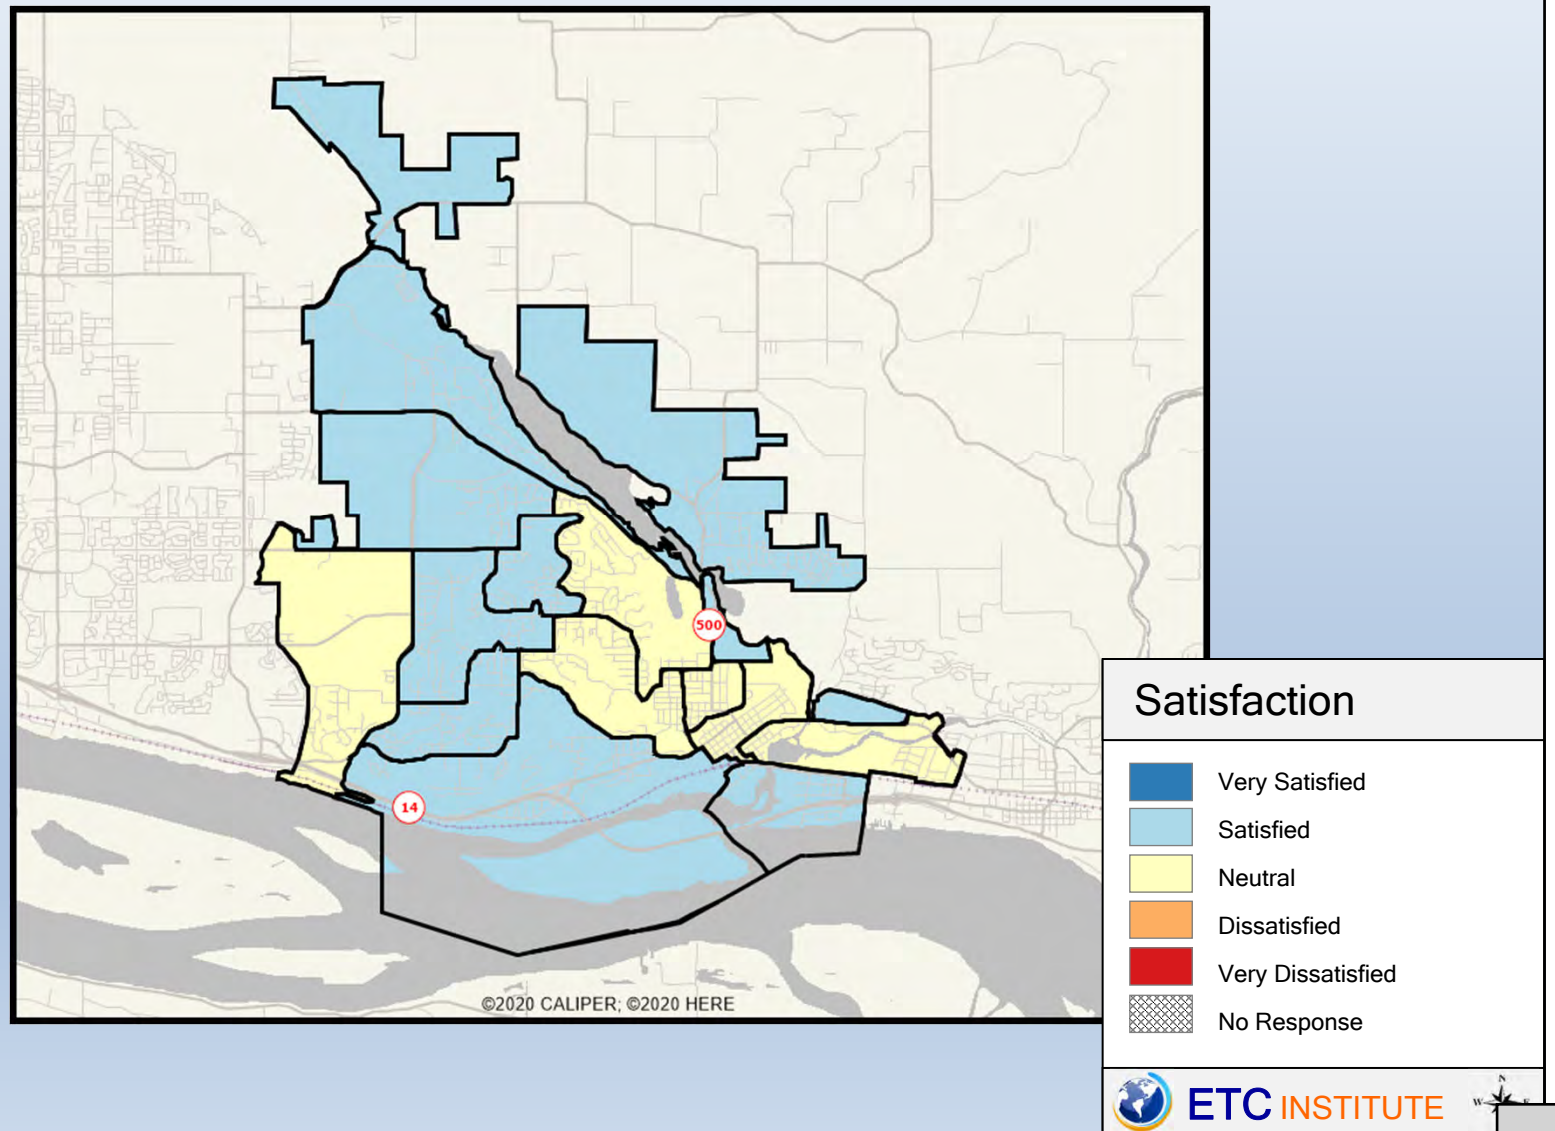 500
14
©2020 CALIPER; ©2020 HERE
Satisfaction
Very Satisfied
Satisfied
Neutral
Dissatisfied
Very Dissatisfied
No Response
N
W
E
ETC INSTITUTE